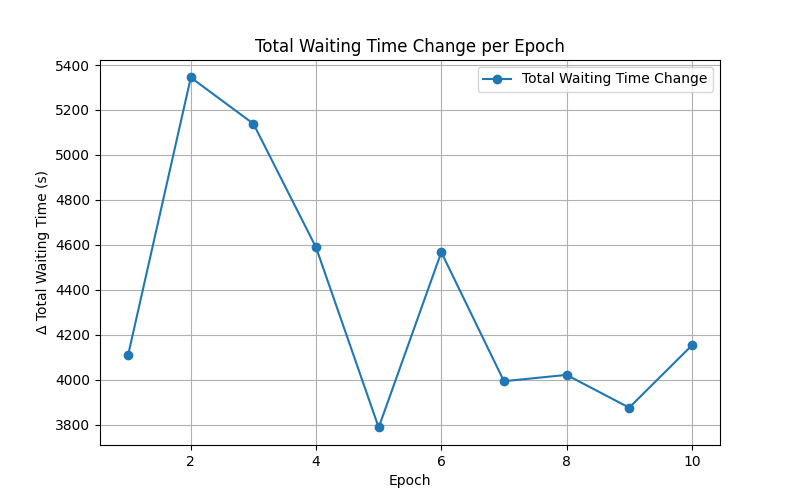 Total Waiting Time Change per Epoch
Total Waiting Time Change
5400
5200
5000
4800
4600
4400
4200
4000
3800
Δ Total Waiting Time (s)
2 4 6 8 10
Epoch